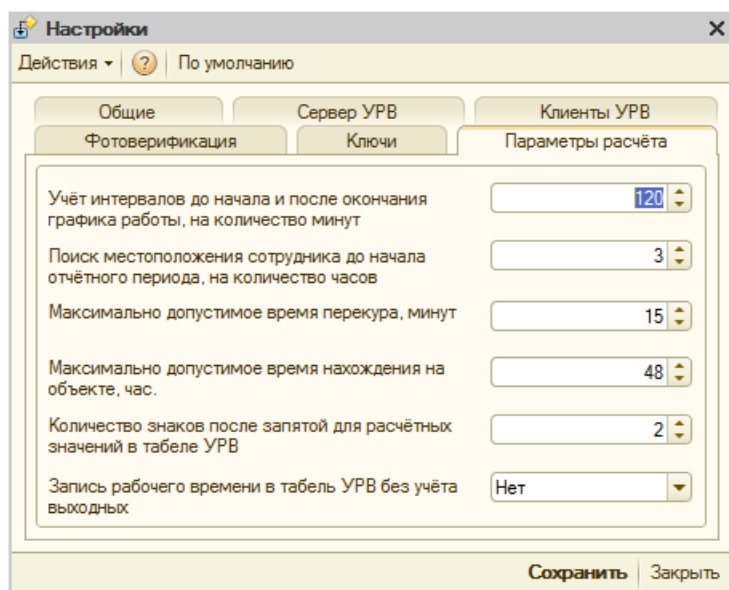 Настройки
Действия
? По умолчанию
Общие Сервер УРВ Клиенты УРВ
Фотоверификация Ключи Параметры расчёта
Учёт интервалов до начала и после окончания
графика работы, на количество минут
120
Поиск местоположения сотрудника до начала
отчётного периода, на количество часов
3
Максимально допустимое время перекура, минут
15
Максимально допустимое время нахождения на
объекте, час.
48
Количество знаков после запятой для расчётных
значений в табеле УРВ
2
Запись рабочего времени в табель УРВ без учёта
выходных
Нет
Сохранить Закрыть